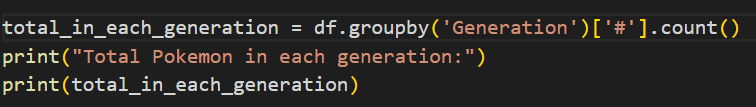 total_in_each_generation = df.groupby('Generation')['#'].count()
print("Total Pokemon in each generation:")
print(total_in_each_generation)